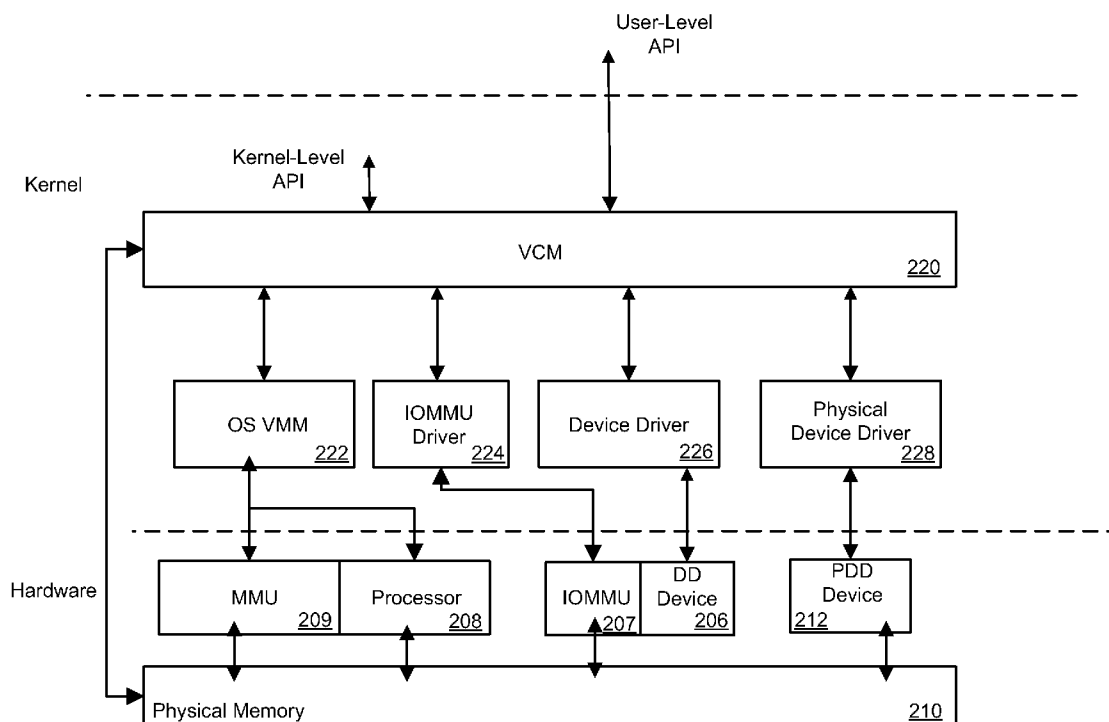 User-Level
API
Kernel-Level
API
Kernel
VCM
220
OS VMM
222
IOMMU
Driver
224
Device Driver
226
Physical
Device Driver
228
Hardware
MMU
209
Processor
208
IOMMU
207
DD
Device
206
PDD
Device
212
Physical Memory
210